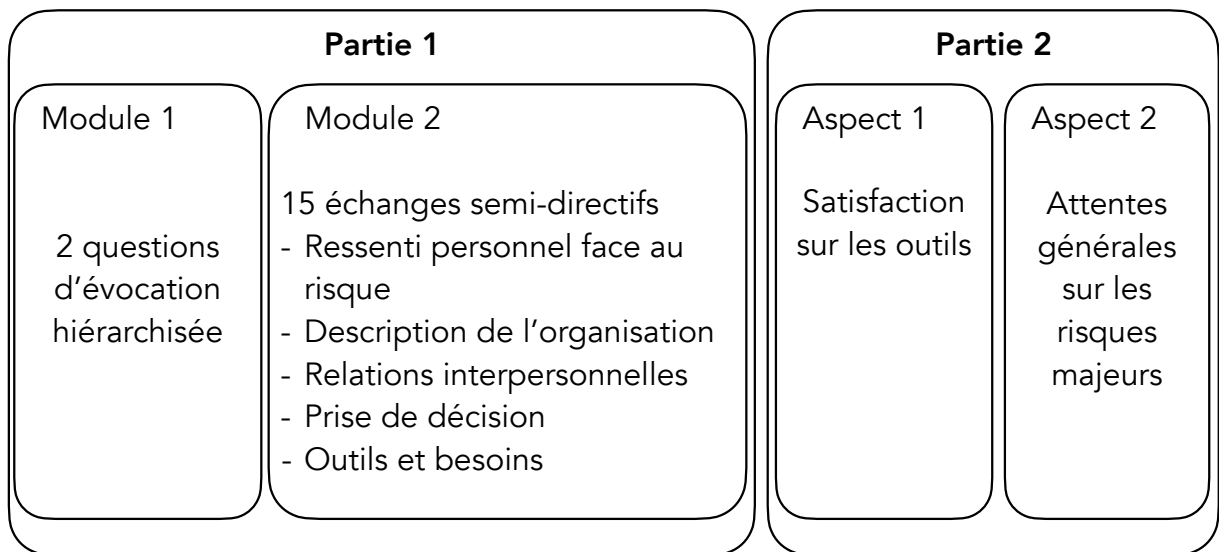 Partie 1
Module 1
2 questions
d'évocation
hiérarchisée
Module 2
15 échanges semi-directifs
- Ressenti personnel face au
risque
- Description de l'organisation
- Relations interpersonnelles
- Prise de décision
- Outils et besoins
Partie 2
Aspect 1
Satisfaction
sur les outils
Aspect 2
Attentes
générales
sur les
risques
majeurs